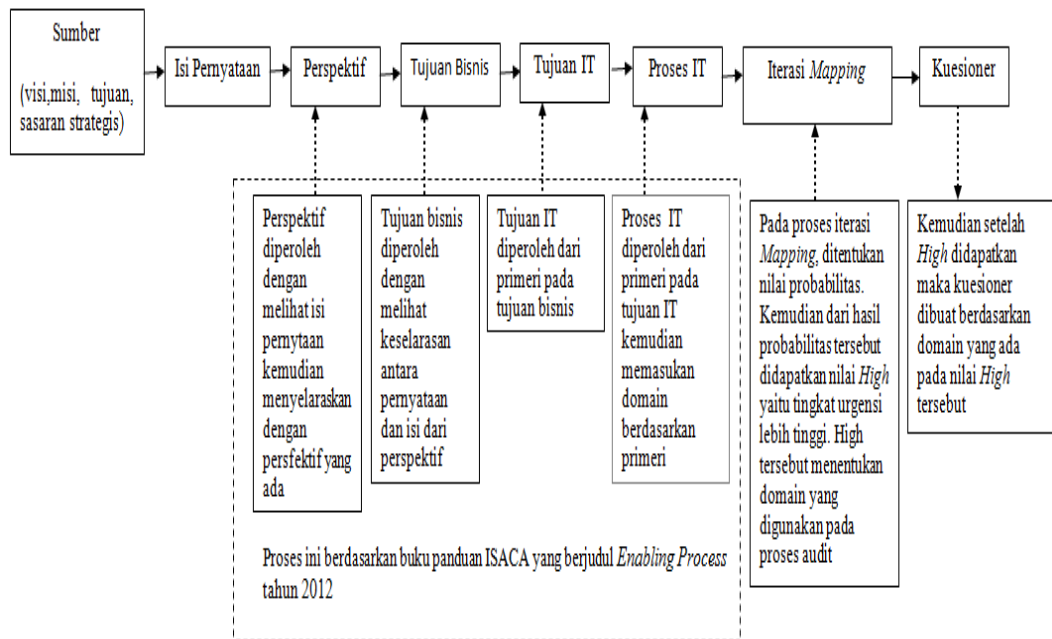 Sumber
(visi,misi, tujuan,
sasaran strategis)
Isi Pernyataan
Perspektif
Tujuan Bisnis
Tujuan IT
Proses IT
Iterasi Mapping
Kuesioner
Perspektif
diperoleh
dengan
melihat isi
pernytaan
kemudian
menyelaraskan
dengan
persfektif yang
ada
Tujuan bisnis
diperoleh
dengan
melihat
keselarasan
antara
pernyataan
dan isi dari
perspektif
Tujuan IT
diperoleh dari
primeri pada
tujuan bisnis
Proses IT
diperoleh dari
primeri pada
tujuan IT
kemudian
memasukan
domain
berdasarkan
primeri
Pada proses iterasi
Mapping, ditentukan
nilai probabilitas.
Kemudian dari hasil
probabilitas tersebut
didapatkan nilai High
yaitu tingkat urgensi
lebih tinggi. High
tersebut menentukan
domain yang
digunakan pada
proses audit
Kemudian setelah
High didapatkan
maka kuesioner
dibuat berdasarkan
domain yang ada
pada nilai High
tersebut
Proses ini berdasarkan buku panduan ISACA yang berjudul Enabling Process
tahun 2012